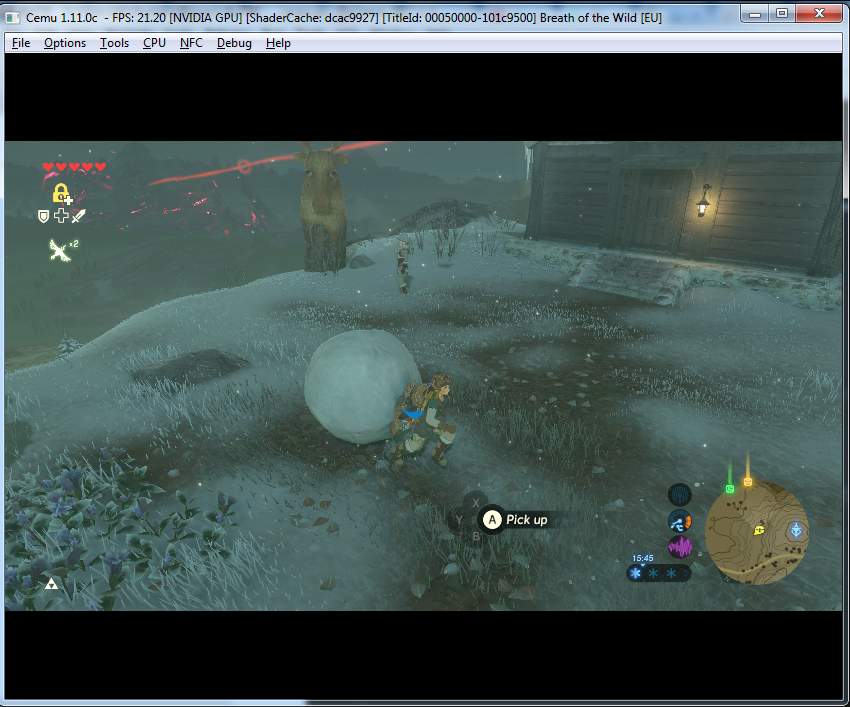 Cemu 1.11.0c - FPS: 21.20 [NVIDIA GPU] [ShaderCache: dcac9927] [TitleId: 00050000-101c9500] Breath of the Wild [EU]
File Options Tools CPU NFC Debug Help
×2
X
Y A Pick up
B
15:45